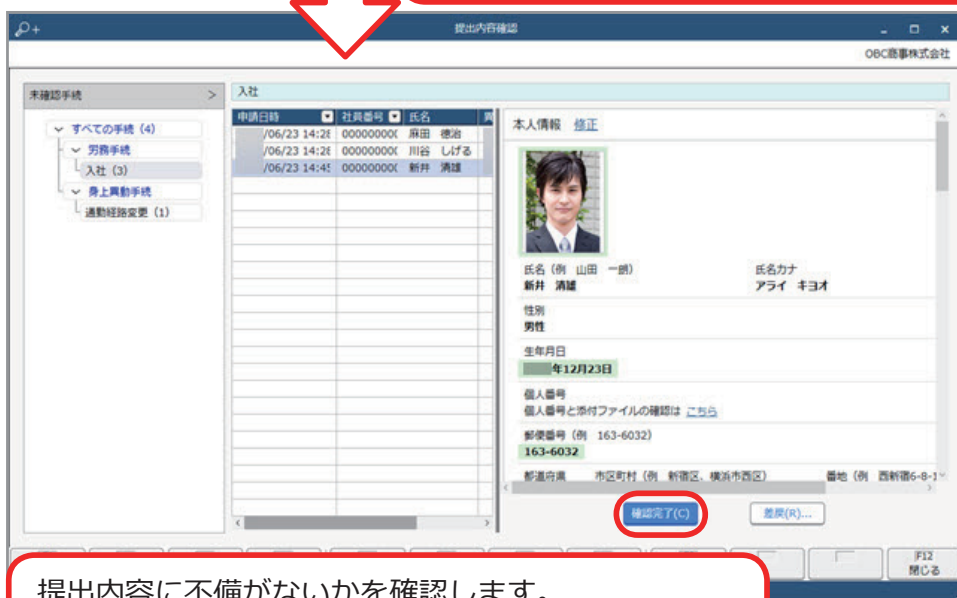 提出内容確認
OBC商事株式会社
未確認手続 >
すべての手続 (4)
労務手続
入社 (3)
身上異動手続
通勤経路変更 (1)
入社
申請日時 社員番号 氏名
/06/23 14:28 00000000( 麻田 徳治
/06/23 14:28 00000000( 川谷 しげる
/06/23 14:45 00000000( 新井 清雄
本人情報 修正
氏名 (例 山田 一朗) 氏名カナ
新井 清雄 アライ キヨオ
性別
男性
生年月日
年12月23日
個人番号
個人番号と添付ファイルの確認は こちら
郵便番号 (例 163-6032)
163-6032
都道府県 市区町村 (例 新宿区、横浜市西区) 番地 (例 西新宿6-8-1
確認完了(C) 差戻(R)...
F12
閉じる
提出内容に不備がないかを確認します。